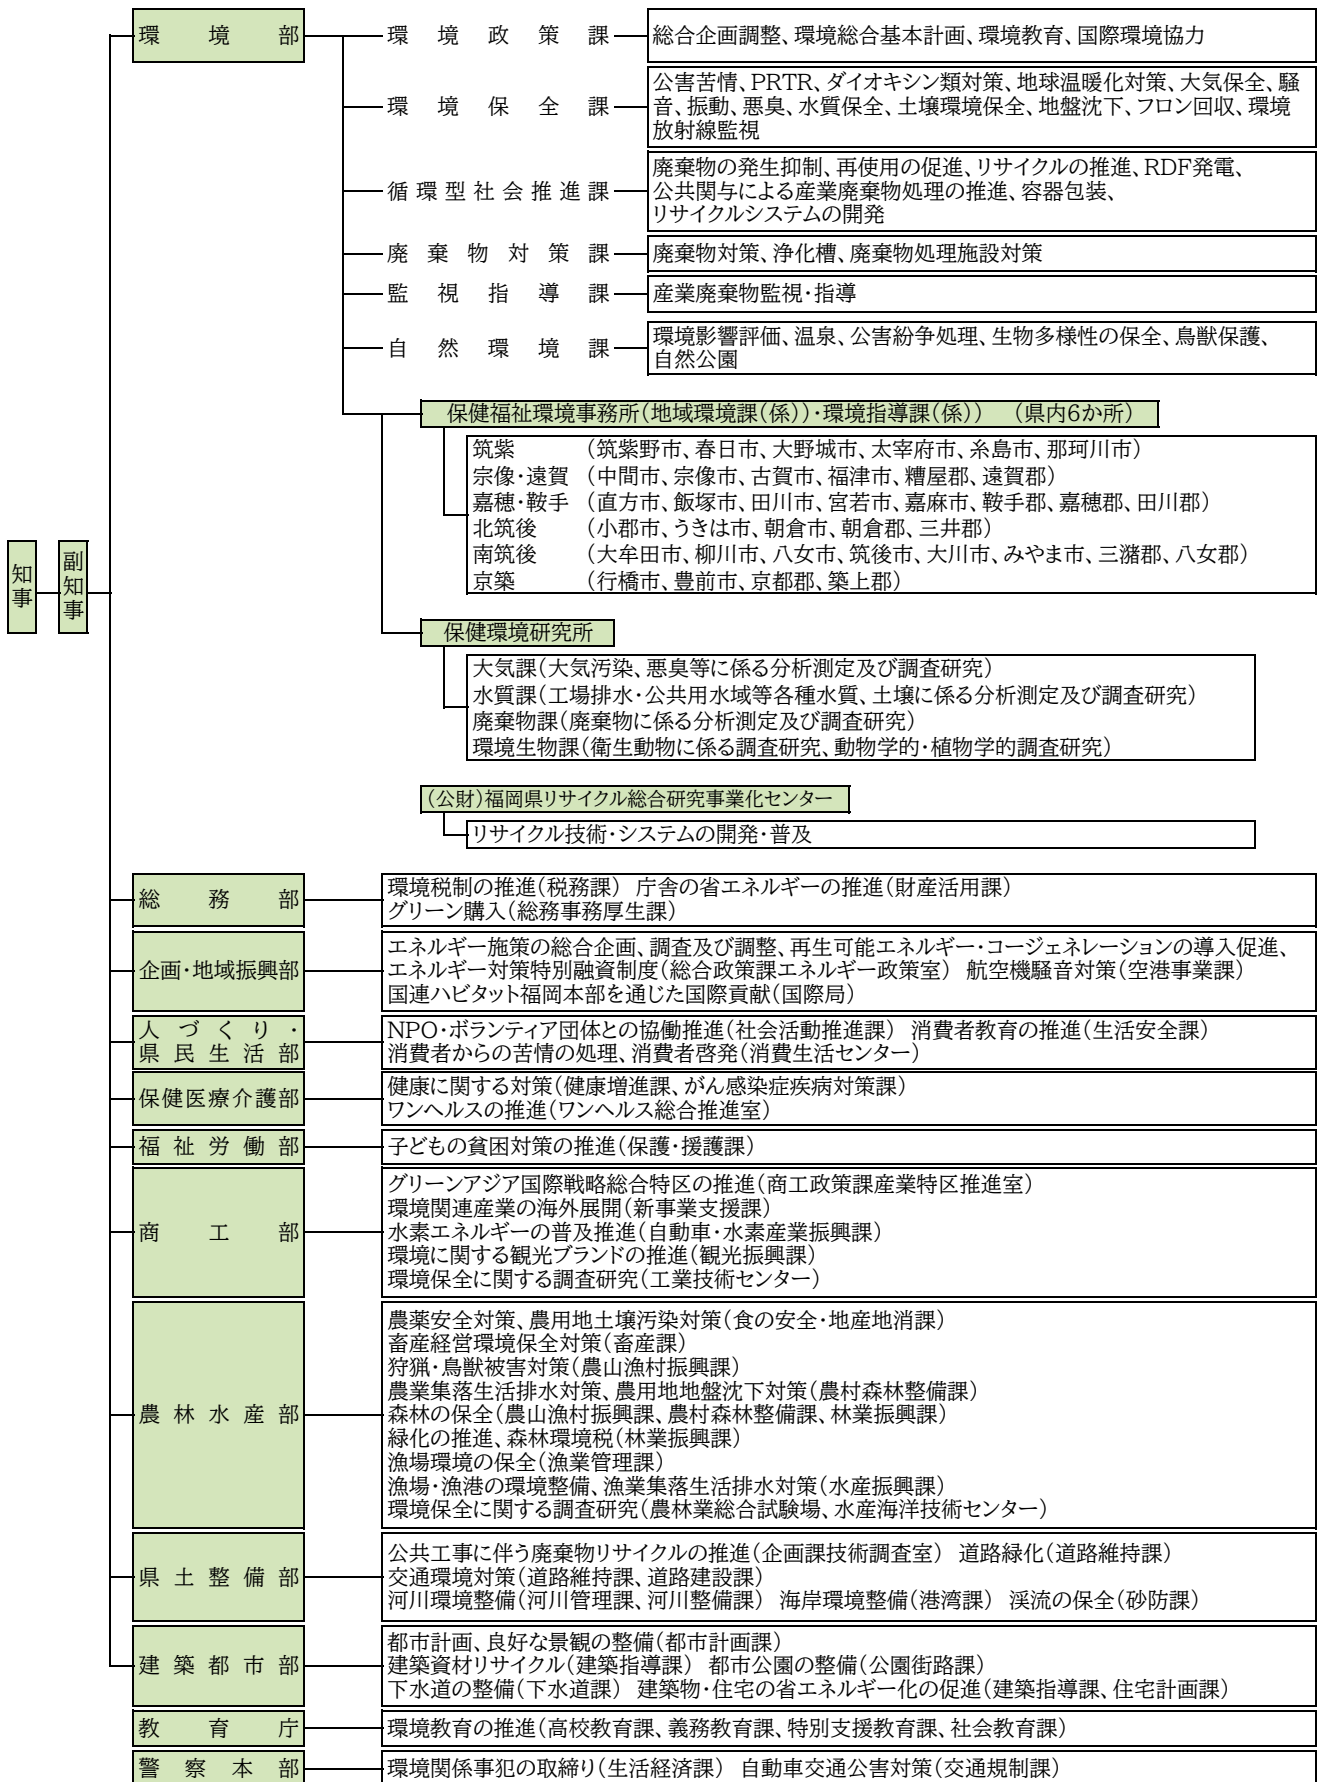 知事
副知事
環境部
環境政策課
総合企画調整、環境総合基本計画、環境教育、国際環境協力
環境保全課
公害苦情、PRTR、ダイオキシン類対策、地球温暖化対策、大気保全、騒
音、振動、悪臭、水質保全、土壌環境保全、地盤沈下、フロン回収、環境
放射線監視
循環型社会推進課
廃棄物の発生抑制、再使用の促進、リサイクルの推進、RDF発電、
公共関与による産業廃棄物処理の推進、容器包装、
リサイクルシステムの開発
廃棄物対策課
廃棄物対策、浄化槽、廃棄物処理施設対策
監視指導課
産業廃棄物監視・指導
自然環境課
環境影響評価、温泉、公害紛争処理、生物多様性の保全、鳥獣保護、
自然公園
保健福祉環境事務所(地域環境課(係))・環境指導課(係)) (県内6か所)
筑紫 (筑紫野市、春日市、大野城市、太宰府市、糸島市、那珂川市)
宗像・遠賀 (中間市、宗像市、古賀市、福津市、糟屋郡、遠賀郡)
嘉穂・鞍手 (直方市、飯塚市、田川市、宮若市、嘉麻市、鞍手郡、嘉穂郡、田川郡)
北筑後 (小郡市、うきは市、朝倉市、朝倉郡、三井郡)
南筑後 (大牟田市、柳川市、八女市、筑後市、大川市、みやま市、三潴郡、八女郡)
京築 (行橋市、豊前市、京都郡、築上郡)
保健環境研究所
大気課(大気汚染、悪臭等に係る分析測定及び調査研究)
水質課(工場排水・公共用水域等各種水質、土壌に係る分析測定及び調査研究)
廃棄物課(廃棄物に係る分析測定及び調査研究)
環境生物課(衛生動物に係る調査研究、動物学的・植物学的調査研究)
(公財)福岡県リサイクル総合研究事業化センター
リサイクル技術・システムの開発・普及
総務部
環境税制の推進(税務課) 庁舎の省エネルギーの推進(財産活用課)
グリーン購入(総務事務厚生課)
企画・地域振興部
エネルギー施策の総合企画、調査及び調整、再生可能エネルギー・コージェネレーションの導入促進、
エネルギー対策特別融資制度(総合政策課エネルギー政策室) 航空機騒音対策(空港事業課)
国連ハビタット福岡本部を通じた国際貢献(国際局)
人づくり・
県民生活部
NPO・ボランティア団体との協働推進(社会活動推進課) 消費者教育の推進(生活安全課)
消費者からの苦情の処理、消費者啓発(消費生活センター)
保健医療介護部
健康に関する対策(健康増進課、がん感染症疾病対策課)
ワンヘルスの推進(ワンヘルス総合推進室)
福祉労働部
子どもの貧困対策の推進(保護・援護課)
商工部
グリーンアジア国際戦略総合特区の推進(商工政策課産業特区推進室)
環境関連産業の海外展開(新事業支援課)
水素エネルギーの普及推進(自動車・水素産業振興課)
環境に関する観光ブランドの推進(観光振興課)
環境保全に関する調査研究(工業技術センター)
農林水産部
農薬安全対策、農用地土壌汚染対策(食の安全・地産地消課)
畜産経営環境保全対策(畜産課)
狩猟・鳥獣被害対策(農山漁村振興課)
農業集落生活排水対策、農用地地盤沈下対策(農村森林整備課)
森林の保全(農山漁村振興課、農村森林整備課、林業振興課)
緑化の推進、森林環境税(林業振興課)
漁場環境の保全(漁業管理課)
漁場・漁港の環境整備、漁業集落生活排水対策(水産振興課)
環境保全に関する調査研究(農林業総合試験場、水産海洋技術センター)
県土整備部
公共工事に伴う廃棄物リサイクルの推進(企画課技術調査室) 道路緑化(道路維持課)
交通環境対策(道路維持課、道路建設課)
河川環境整備(河川管理課、河川整備課) 海岸環境整備(港湾課) 渓流の保全(砂防課)
建築都市部
都市計画、良好な景観の整備(都市計画課)
建築資材リサイクル(建築指導課) 都市公園の整備(公園街路課)
下水道の整備(下水道課) 建築物・住宅の省エネルギー化の促進(建築指導課、住宅計画課)
教育庁
環境教育の推進(高校教育課、義務教育課、特別支援教育課、社会教育課)
警察本部
環境関係事犯の取締り(生活経済課) 自動車交通公害対策(交通規制課)